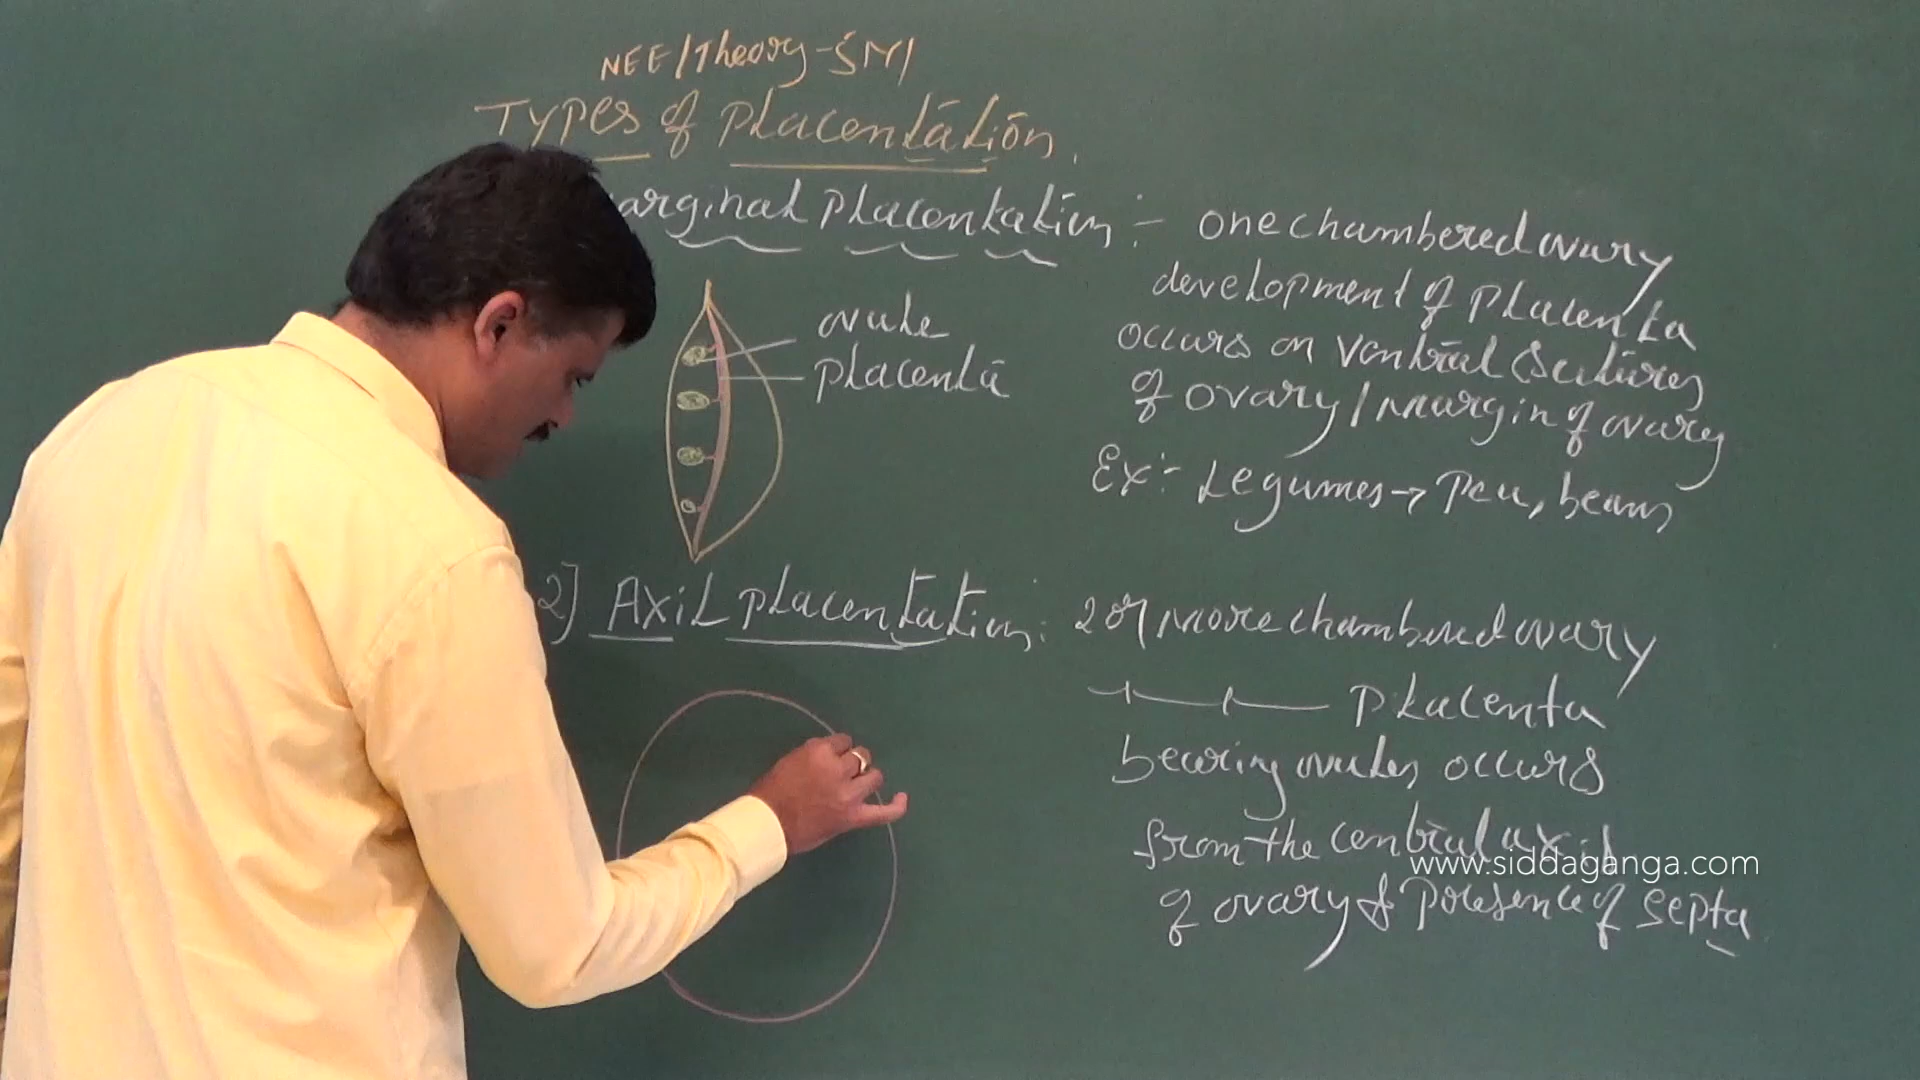 NEET/Theory-SM/
Types of Placentation.
arginal Placentation :- one chambered ovary
development of Placenta
occurs on Ventral Sutures
of ovary/margin of ovary
ovule
placenta
Ex:- Legumes → Pea, beans
2] Axil placentation: 2 or more chambered ovary
Placenta
bearing ovules occurs
from the central axil
of ovary & presence of septa
www.siddaganga.com